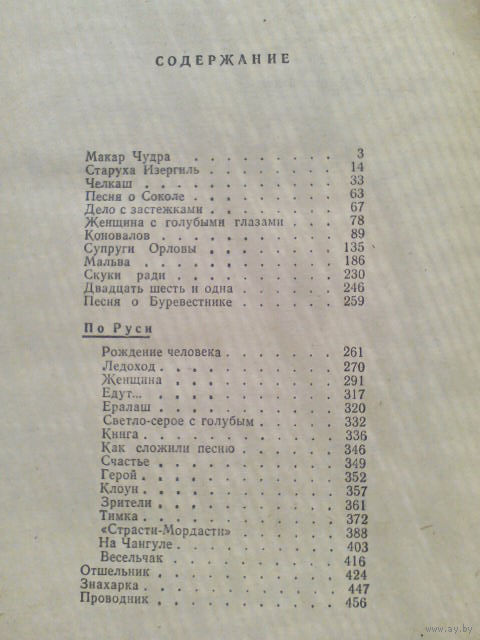 СОДЕРЖАНИЕ
Макар Чудра . . . . . . . . . 3
Старуха Изергиль . . . . . . . 14
Челкаш . . . . . . . . . . . 33
Песня о Соколе . . . . . . . . 63
Дело с застежками . . . . . . . 67
Женщина с голубыми глазами . . . 78
Коновалов . . . . . . . . . . 89
Супруги Орловы . . . . . . . . 135
Мальва . . . . . . . . . . . 186
Скуки ради . . . . . . . . . 230
Двадцать шесть и одна . . . . . . 246
Песня о Буревестнике . . . . . . 259
По Руси
Рождение человека . . . . . . . 261
Ледоход . . . . . . . . . . 270
Женщина . . . . . . . . . . 291
Едут... . . . . . . . . . . 317
Ералаш . . . . . . . . . . 320
Светло-серое с голубым . . . . . 332
Книга . . . . . . . . . . . 336
Как сложили песню . . . . . . . 346
Счастье . . . . . . . . . . 349
Герой . . . . . . . . . . . 352
Клоун . . . . . . . . . . . 357
Зрители . . . . . . . . . . 361
Тимка . . . . . . . . . . . 372
«Страсти-Мордасти» . . . . . . . 388
На Чангуле . . . . . . . . . 403
Весельчак . . . . . . . . . 416
Отшельник . . . . . . . . . . 424
Знахарка . . . . . . . . . . 447
Проводник . . . . . . . . . . 456
www.ay.by